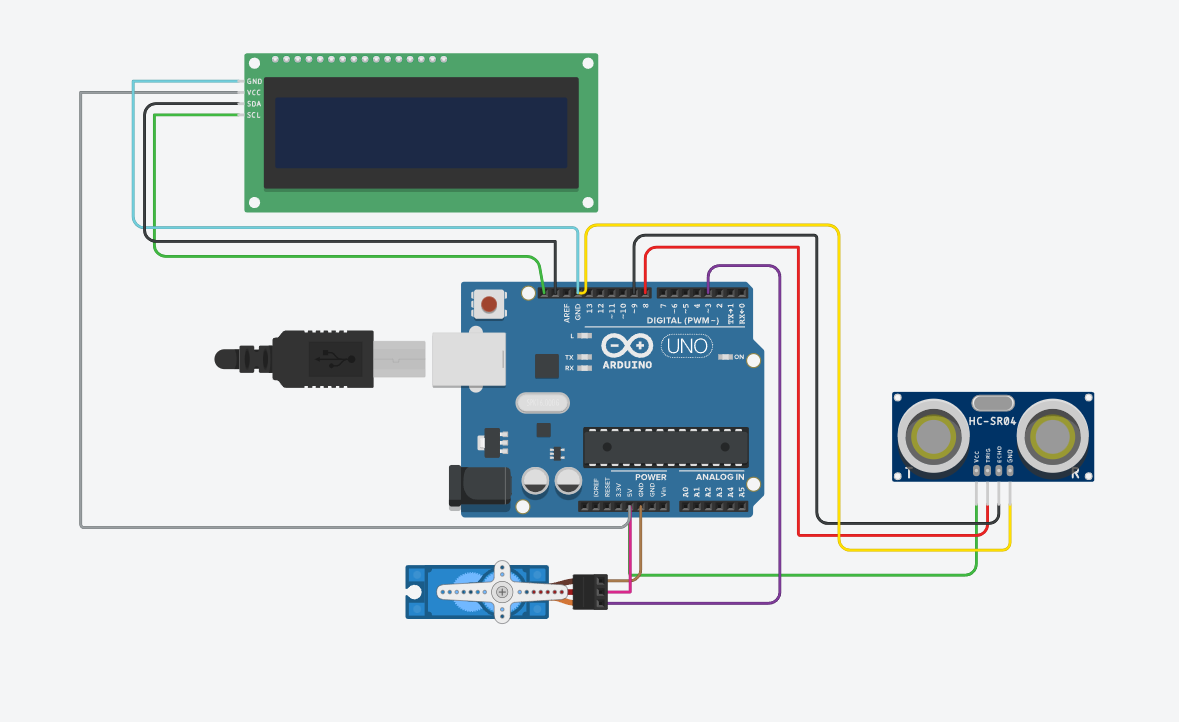 GND
VCC
SDA
SCL
AREF
GND
13
12
~11
~10
~9
8
7
~6
~5
4
~3
2
TX→1
RX←0
DIGITAL (PWM~)
L
TX
RX
ARDUINO
UNO
ON
HC-SR04
VCC
TRIG
ECHO
GND
T
R
POWER
ANALOG IN
IOREF
RESET
3.3V
5V
GND
GND
Vin
A0
A1
A2
A3
A4
A5